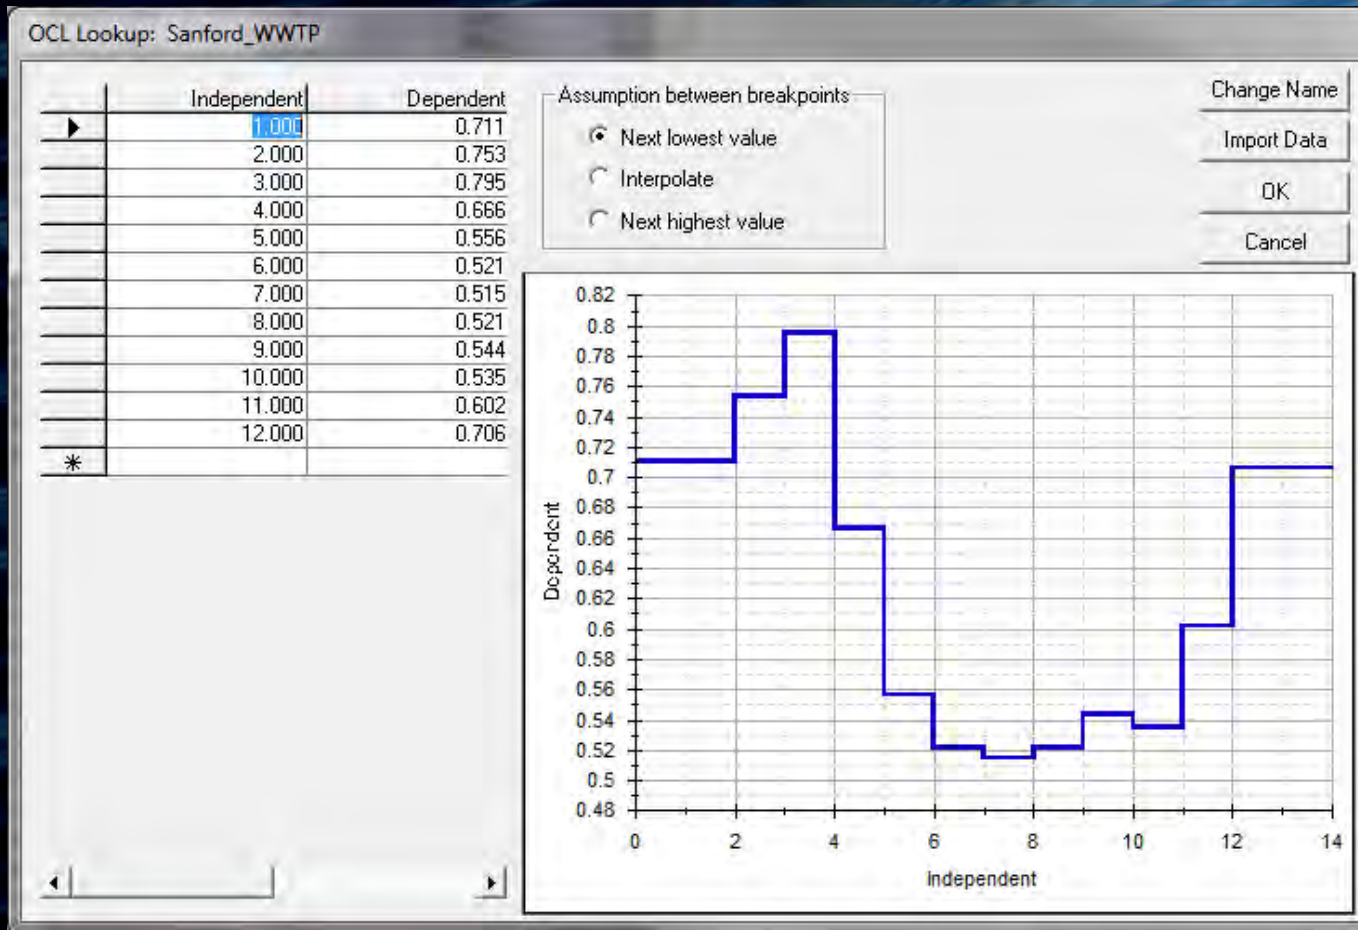 OCL Lookup: Sanford_WWTP
Independent Dependent
1.000 0.711
2.000 0.753
3.000 0.795
4.000 0.666
5.000 0.556
6.000 0.521
7.000 0.515
8.000 0.521
9.000 0.544
10.000 0.535
11.000 0.602
12.000 0.706
Assumption between breakpoints
Next lowest value
Interpolate
Next highest value
Change Name
Import Data
OK
Cancel
0.82
0.8
0.78
0.76
0.74
0.72
0.7
0.68
0.66
0.64
0.62
0.6
0.58
0.56
0.54
0.52
0.5
0.48
Dependent
0 2 4 6 8 10 12 14
Independent